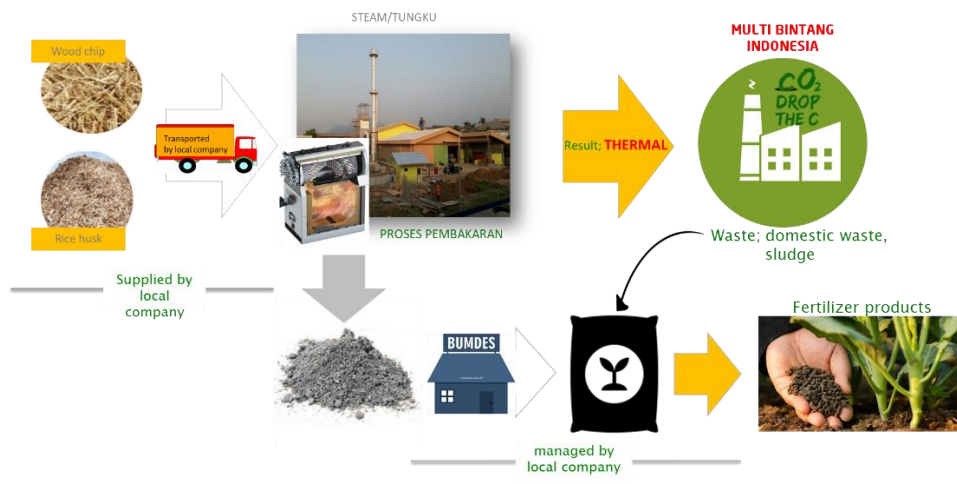 STEAM/TUNGKU
MULTI BINTANG
INDONESIA
Wood chip
CO₂
DROP
THE C
Transported
by local company
Result; THERMAL
Rice husk
PROSES PEMBAKARAN
Waste; domestic waste,
sludge
Supplied by
local
company
Fertilizer products
BUMDES
managed by
local company